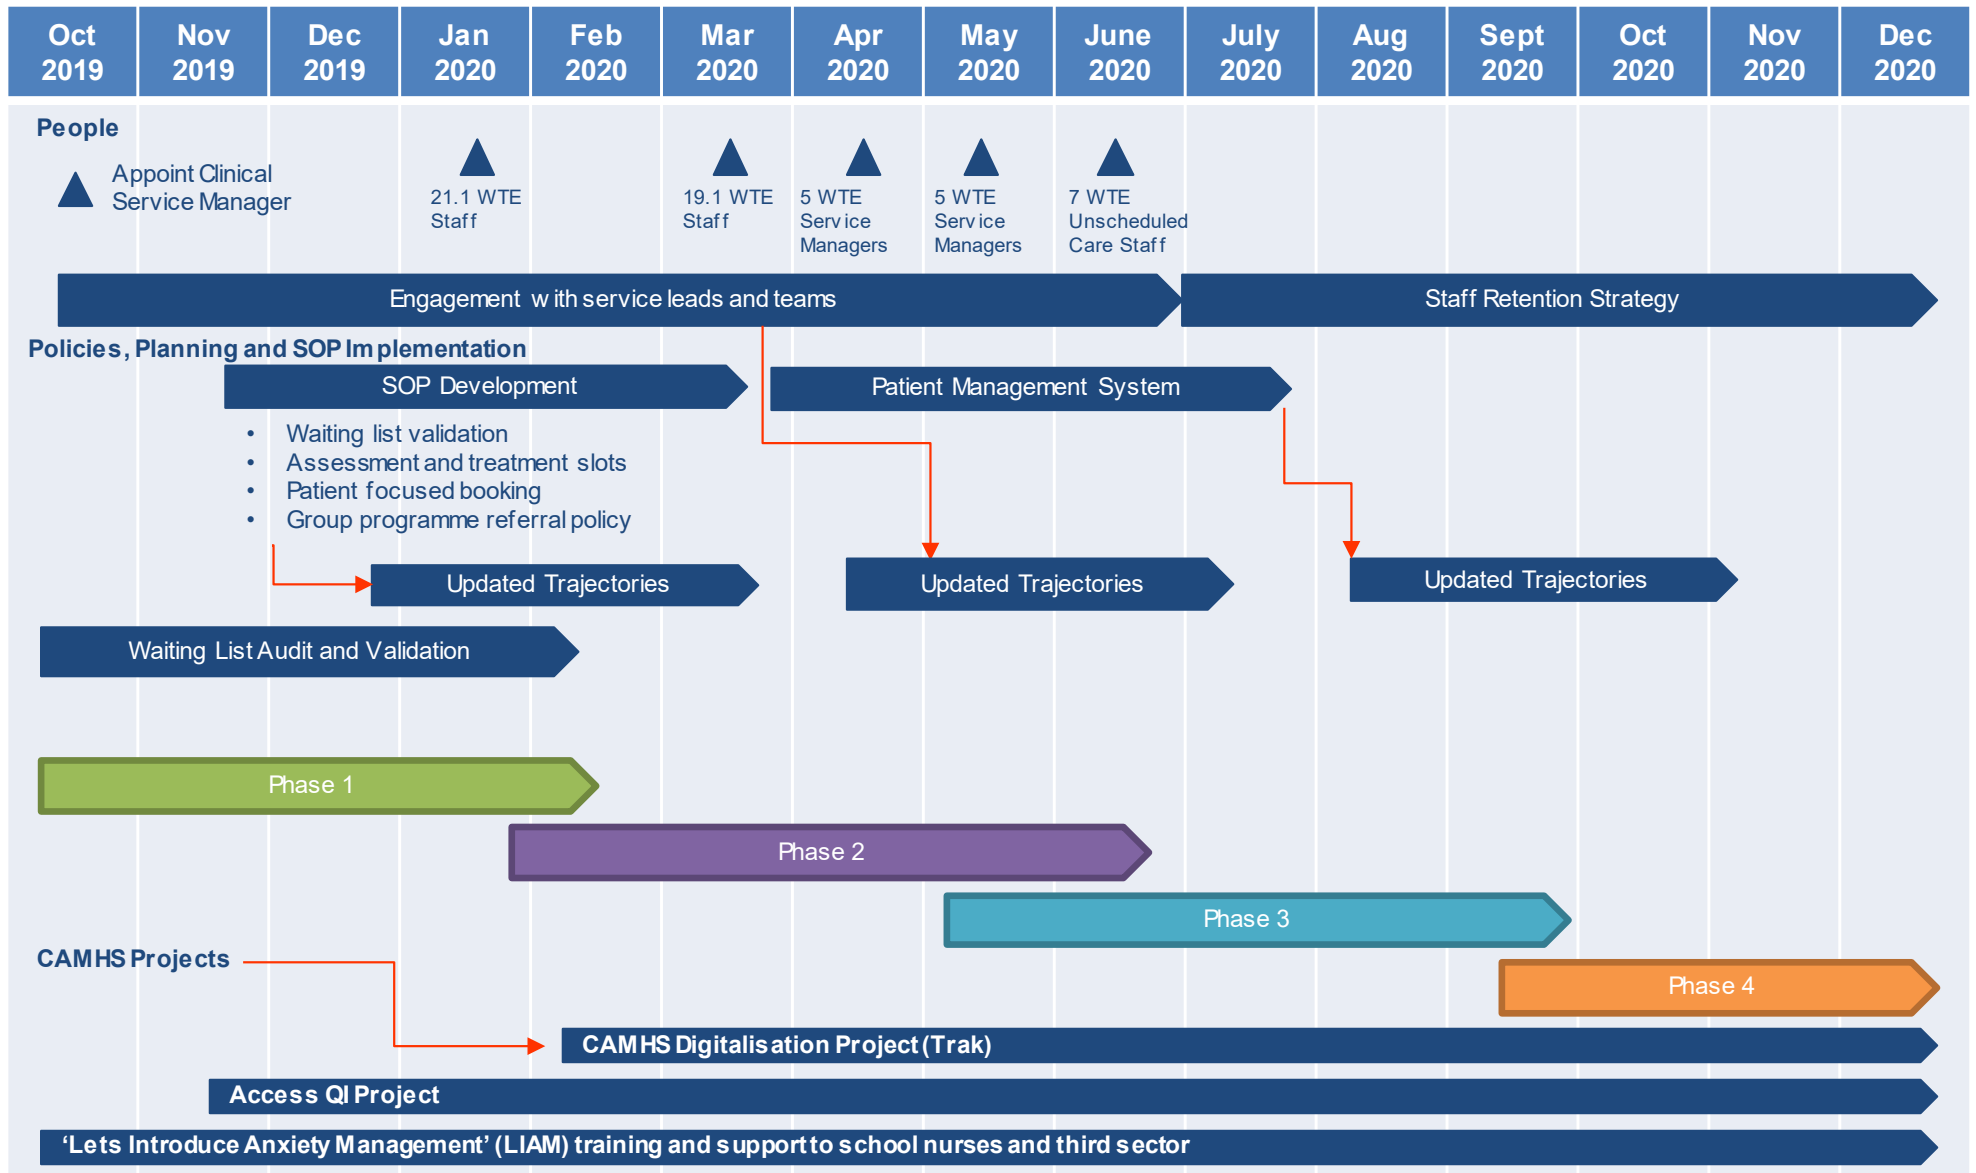 Oct 2019
Nov 2019
Dec 2019
Jan 2020
Feb 2020
Mar 2020
Apr 2020
May 2020
June 2020
July 2020
Aug 2020
Sept 2020
Oct 2020
Nov 2020
Dec 2020
People
Appoint Clinical
Service Manager
21.1 WTE
Staff
19.1 WTE
Staff
5 WTE
Service
Managers
5 WTE
Service
Managers
7 WTE
Unscheduled
Care Staff
Engagement with service leads and teams
Staff Retention Strategy
Policies, Planning and SOP Implementation
SOP Development
Patient Management System
• Waiting list validation
• Assessment and treatment slots
• Patient focused booking
• Group programme referral policy
Updated Trajectories
Updated Trajectories
Updated Trajectories
Waiting List Audit and Validation
Phase 1
Phase 2
Phase 3
CAMHS Projects
Phase 4
CAMHS Digitalisation Project (Trak)
Access QI Project
‘Lets Introduce Anxiety Management’ (LIAM) training and support to school nurses and third sector